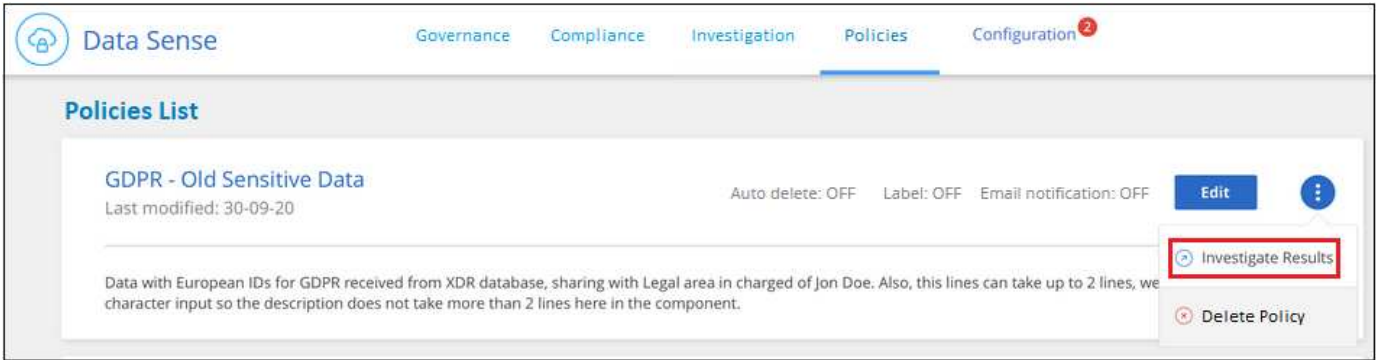 Data Sense
Governance Compliance Investigation Policies Configuration 2
Policies List
GDPR - Old Sensitive Data
Auto delete: OFF Label: OFF Email notification: OFF Edit
Last modified: 30-09-20
Investigate Results
Data with European IDs for GDPR received from XDR database, sharing with Legal area in charged of Jon Doe. Also, this lines can take up to 2 lines, we
character input so the description does not take more than 2 lines here in the component.
Delete Policy